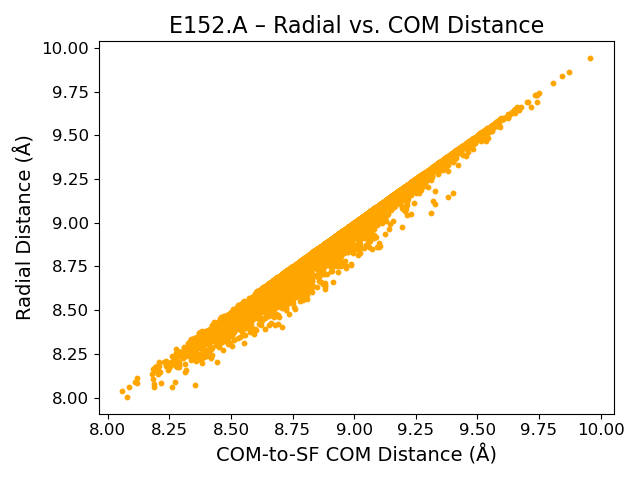 E152.A – Radial vs. COM Distance
Radial Distance (Å)
10.00
9.75
9.50
9.25
9.00
8.75
8.50
8.25
8.00
8.00 8.25 8.50 8.75 9.00 9.25 9.50 9.75 10.00
COM-to-SF COM Distance (Å)